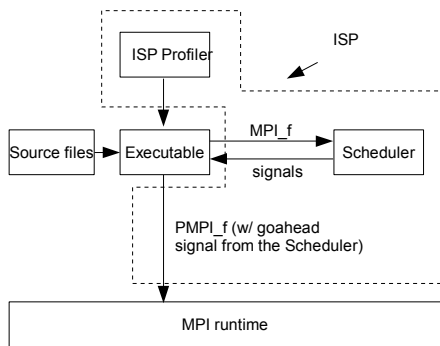 ISP
ISP Profiler
MPI_f
Source files
Executable
Scheduler
signals
PMPI_f (w/ goahead
signal from the Scheduler)
MPI runtime